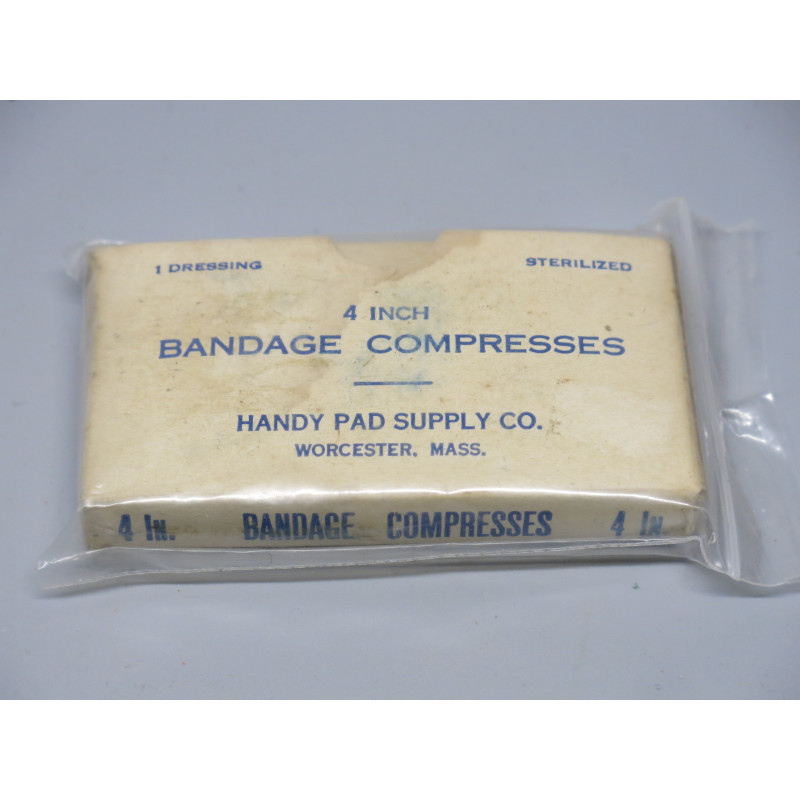 1 DRESSING STERILIZED
4 INCH
BANDAGE COMPRESSES
HANDY PAD SUPPLY CO.
WORCESTER, MASS.
4 IN. BANDAGE COMPRESSES 4 IN.